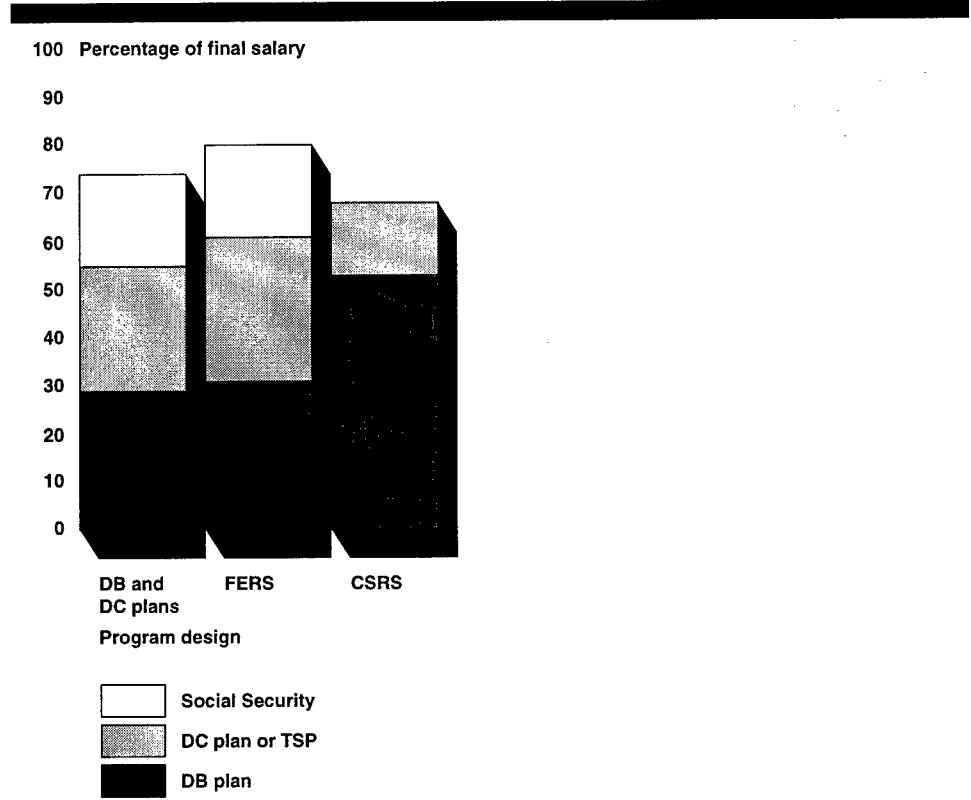 100 Percentage of final salary
90
80
70
60
50
40
30
20
10
0
DB and
DC plans
FERS
CSRS
Program design
Social Security
DC plan or TSP
DB plan